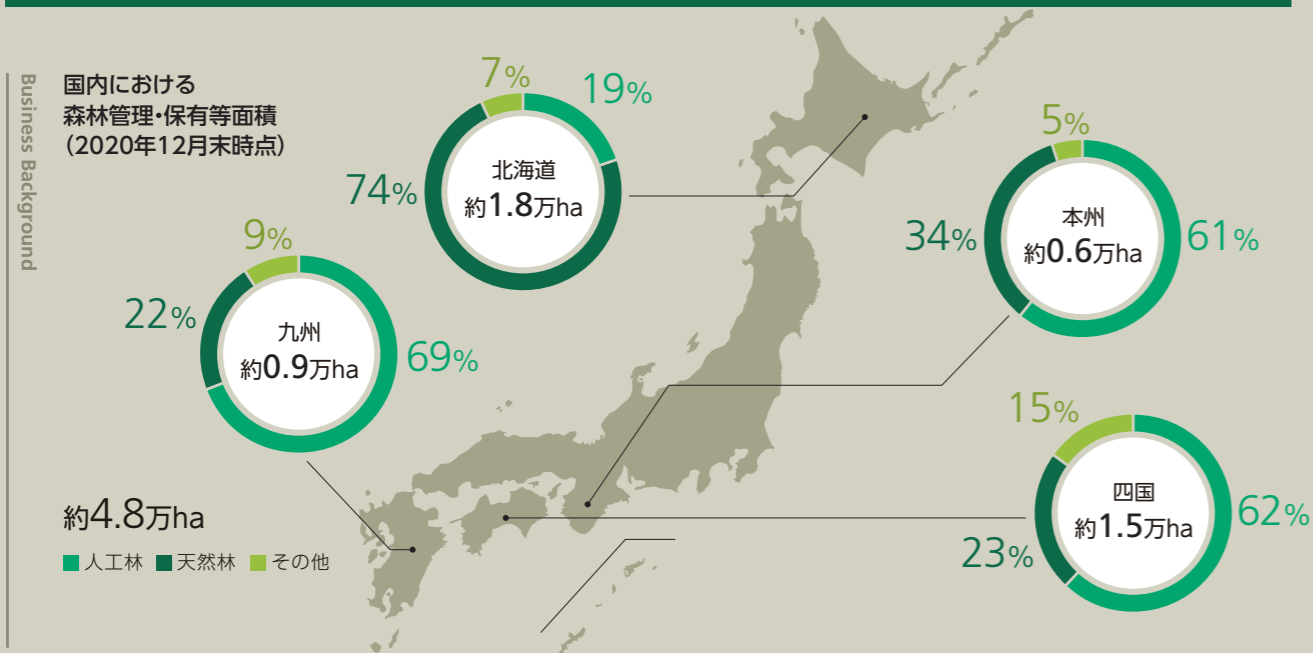 Business Background
国内における
森林管理・保有等面積
（2020年12月末時点）
7%
19%
74%
北海道
約1.8万ha
5%
34%
61%
本州
約0.6万ha
9%
22%
69%
九州
約0.9万ha
15%
62%
23%
四国
約1.5万ha
約4.8万ha
人工林 天然林 その他